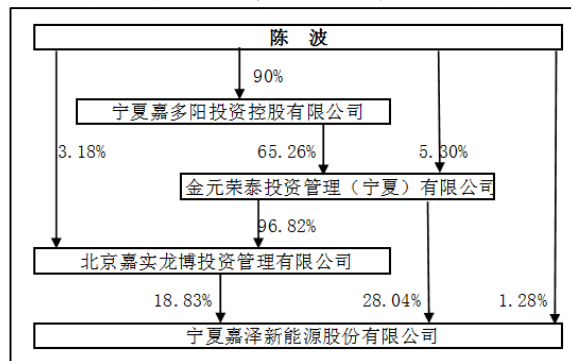 陈 波
90%
宁夏嘉多阳投资控股有限公司
3.18%
65.26%
5.30%
金元荣泰投资管理（宁夏）有限公司
96.82%
北京嘉实龙博投资管理有限公司
18.83%
28.04%
1.28%
宁夏嘉泽新能源股份有限公司